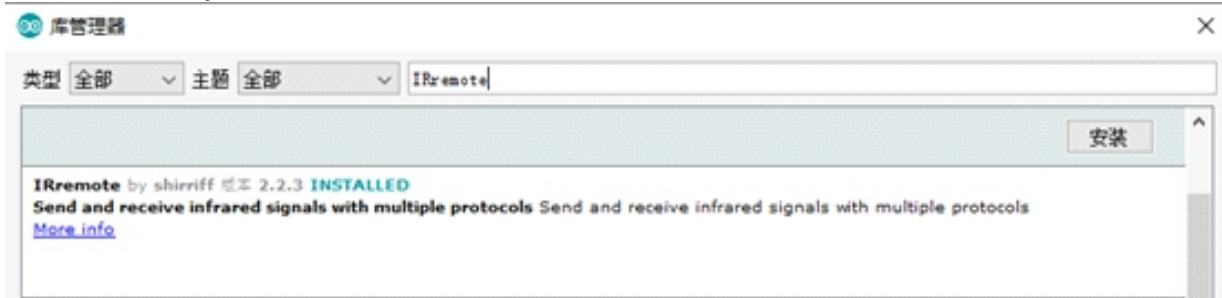 库管理器
类型 全部 主题 全部 IRremote
安装
IRremote by shirriff 版本 2.2.3 INSTALLED
Send and receive infrared signals with multiple protocols Send and receive infrared signals with multiple protocols
More info